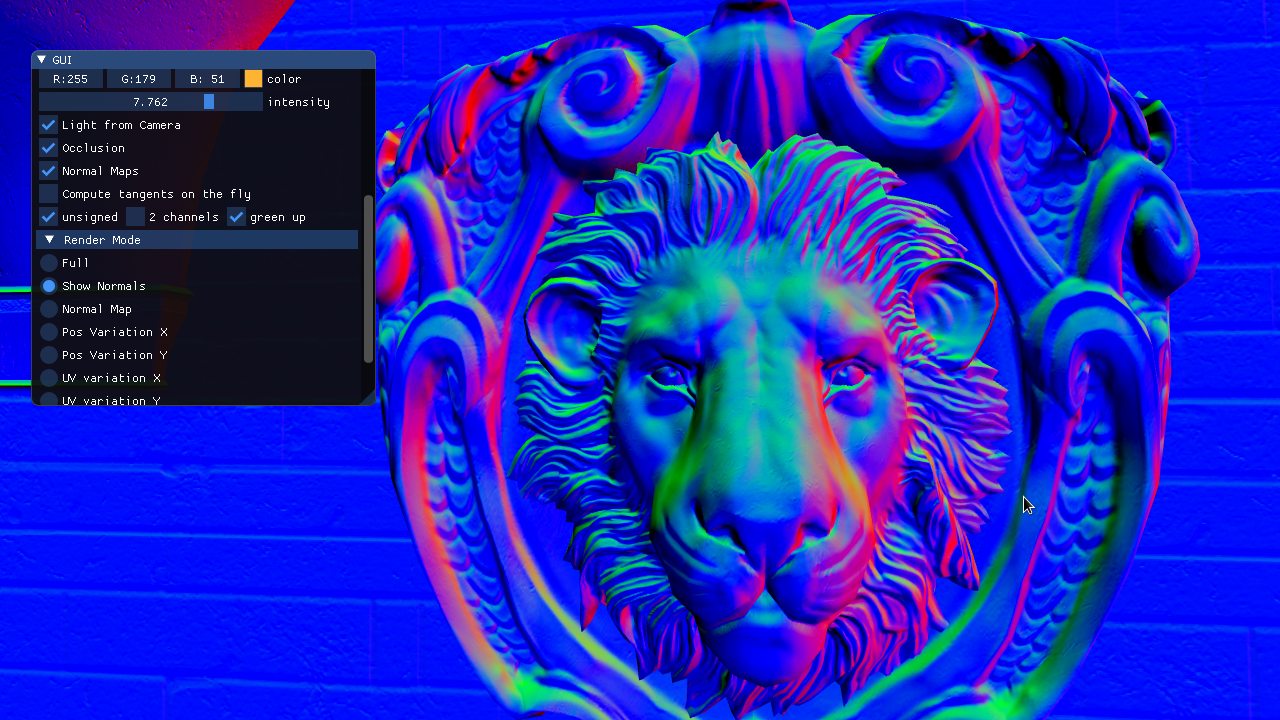 GUI
R:255 G:179 B: 51 color
7.762 intensity
Light from Camera
Occlusion
Normal Maps
Compute tangents on the fly
unsigned 2 channels green up
Render Mode
Full
Show Normals
Normal Map
Pos Variation X
Pos Variation Y
UV variation X
UV variation Y